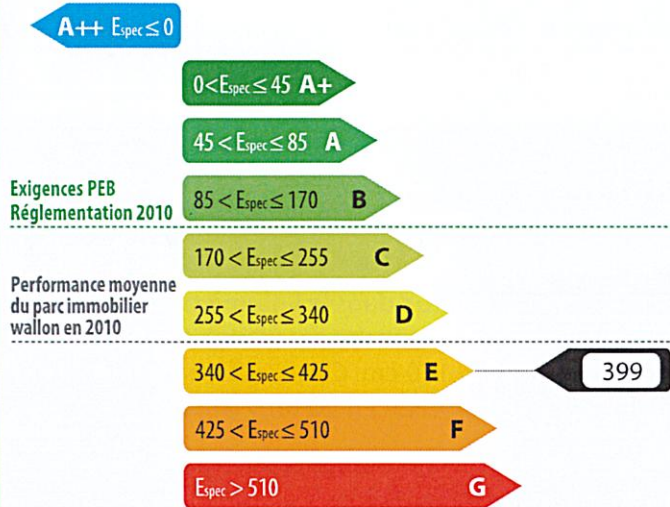 A++ Espec ≤ 0
0 < Espec ≤ 45 A+
45 < Espec ≤ 85 A
Exigences PEB
Réglementation 2010
85 < Espec ≤ 170 B
170 < Espec ≤ 255 C
Performance moyenne
du parc immobilier
wallon en 2010
255 < Espec ≤ 340 D
340 < Espec ≤ 425 E
399
425 < Espec ≤ 510 F
Espec > 510 G